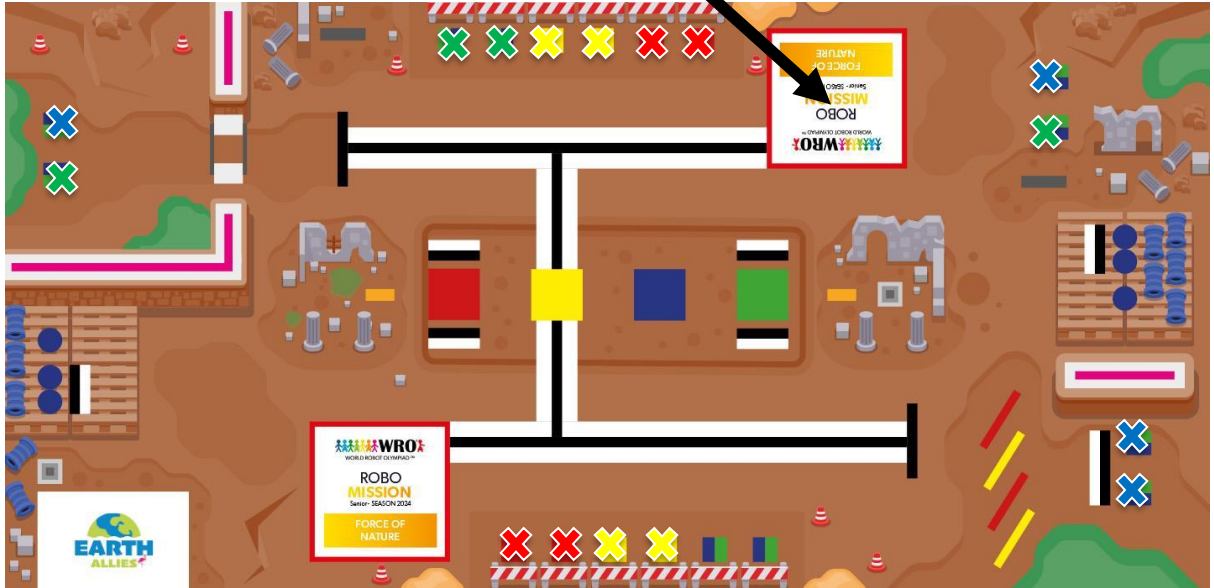 WRO
WORLD ROBOT OLYMPIAD™
ROBO
MISSION
Senior-
FORCE OF
NATURE
WRO
WORLD ROBOT OLYMPIAD™
ROBO
MISSION
Senior- SEASON 2024
FORCE OF
NATURE
EARTH
ALLIES